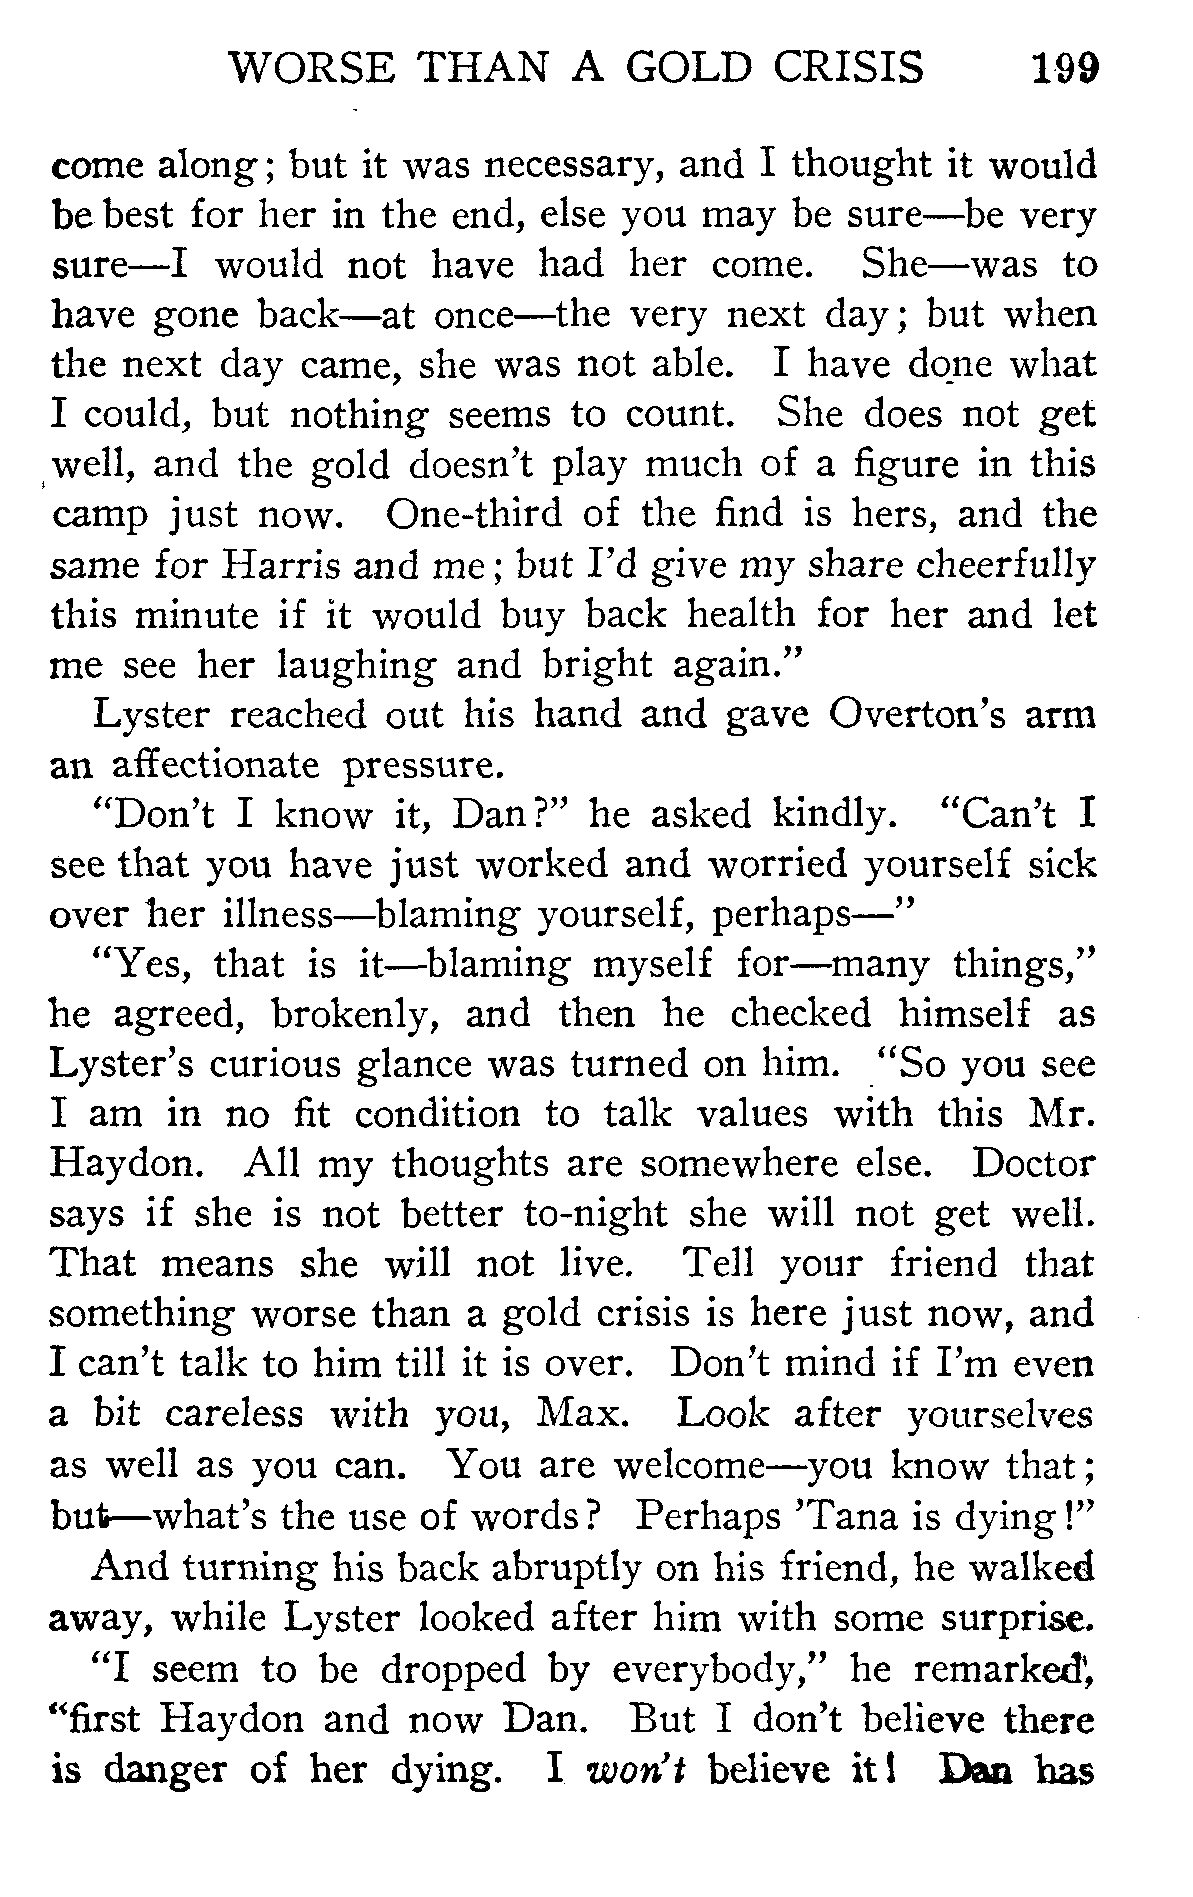 WORSE THAN A GOLD CRISIS 199
come along; but it was necessary, and I thought it would
be best for her in the end, else you may be sure—be very
sure—I would not have had her come. She—was to
have gone back—at once—the very next day; but when
the next day came, she was not able. I have done what
I could, but nothing seems to count. She does not get
well, and the gold doesn't play much of a figure in this
camp just now. One-third of the find is hers, and the
same for Harris and me; but I'd give my share cheerfully
this minute if it would buy back health for her and let
me see her laughing and bright again.”
Lyster reached out his hand and gave Overton's arm
an affectionate pressure.
“Don't I know it, Dan?” he asked kindly. “Can't I
see that you have just worked and worried yourself sick
over her illness—blaming yourself, perhaps—”
“Yes, that is it—blaming myself for—many things,”
he agreed, brokenly, and then he checked himself as
Lyster's curious glance was turned on him. “So you see
I am in no fit condition to talk values with this Mr.
Haydon. All my thoughts are somewhere else. Doctor
says if she is not better to-night she will not get well.
That means she will not live. Tell your friend that
something worse than a gold crisis is here just now, and
I can't talk to him till it is over. Don't mind if I'm even
a bit careless with you, Max. Look after yourselves
as well as you can. You are welcome—you know that;
but—what's the use of words? Perhaps 'Tana is dying!”
And turning his back abruptly on his friend, he walked
away, while Lyster looked after him with some surprise.
“I seem to be dropped by everybody,” he remarked,
“first Haydon and now Dan. But I don't believe there
is danger of her dying. I won't believe it! Dan has